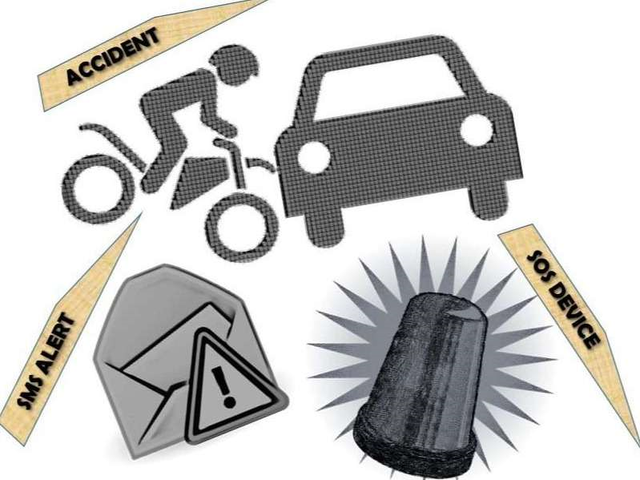 ACCIDENT
SMS ALERT
SOS DEVICE
!